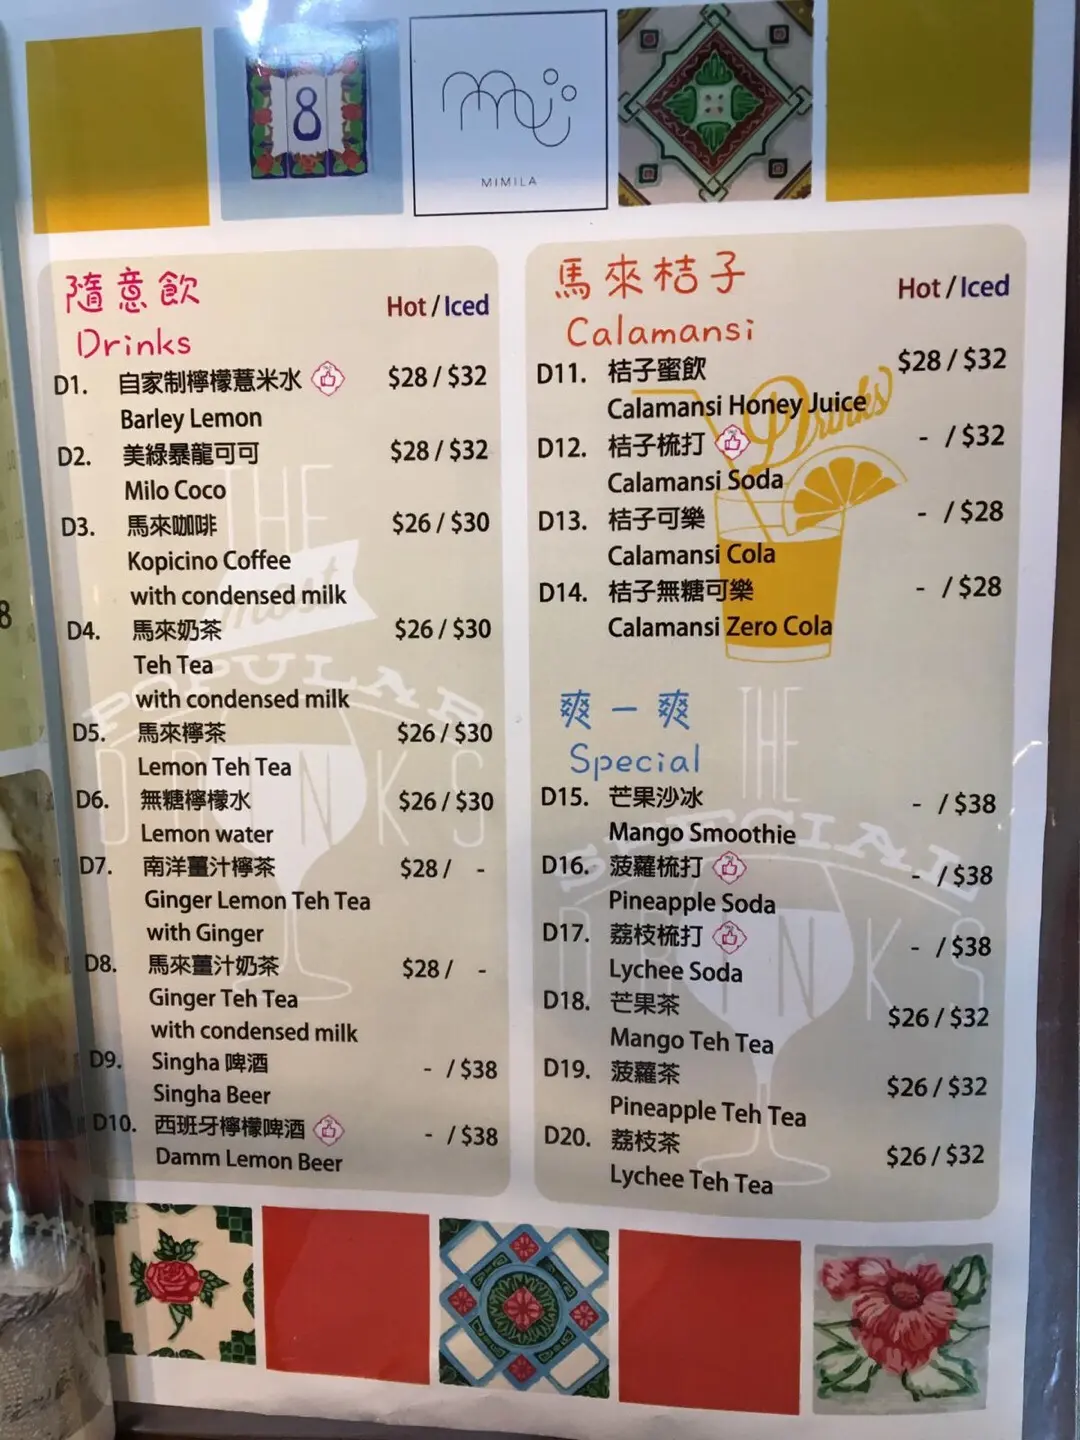 8
MIMILA
隨意飲
Drinks
Hot / Iced
D1. 自家制檸檬薏米水 $28 / $32
Barley Lemon
D2. 美綠暴龍可可 $28 / $32
Milo Coco
D3. 馬來咖啡 $26 / $30
Kopicino Coffee
with condensed milk
D4. 馬來奶茶 $26 / $30
Teh Tea
with condensed milk
D5. 馬來檸茶 $26 / $30
Lemon Teh Tea
D6. 無糖檸檬水 $26 / $30
Lemon water
D7. 南洋薑汁檸茶 $28 / -
Ginger Lemon Teh Tea
with Ginger
D8. 馬來薑汁奶茶 $28 / -
Ginger Teh Tea
with condensed milk
D9. Singha 啤酒 - / $38
Singha Beer
D10. 西班牙檸檬啤酒 - / $38
Damm Lemon Beer
THE
most
POPULAR
DRINKS
馬來桔子
Calamansi
Hot / Iced
D11. 桔子蜜飲 $28 / $32
Calamansi Honey Juice
D12. 桔子梳打 - / $32
Calamansi Soda
D13. 桔子可樂 - / $28
Calamansi Cola
D14. 桔子無糖可樂 - / $28
Calamansi Zero Cola
Drinks
爽一爽
Special
D15. 芒果沙冰 - / $38
Mango Smoothie
D16. 菠蘿梳打 - / $38
Pineapple Soda
D17. 荔枝梳打 - / $38
Lychee Soda
D18. 芒果茶 $26 / $32
Mango Teh Tea
D19. 菠蘿茶 $26 / $32
Pineapple Teh Tea
D20. 荔枝茶 $26 / $32
Lychee Teh Tea
THE
SPECIAL
DRINKS
8